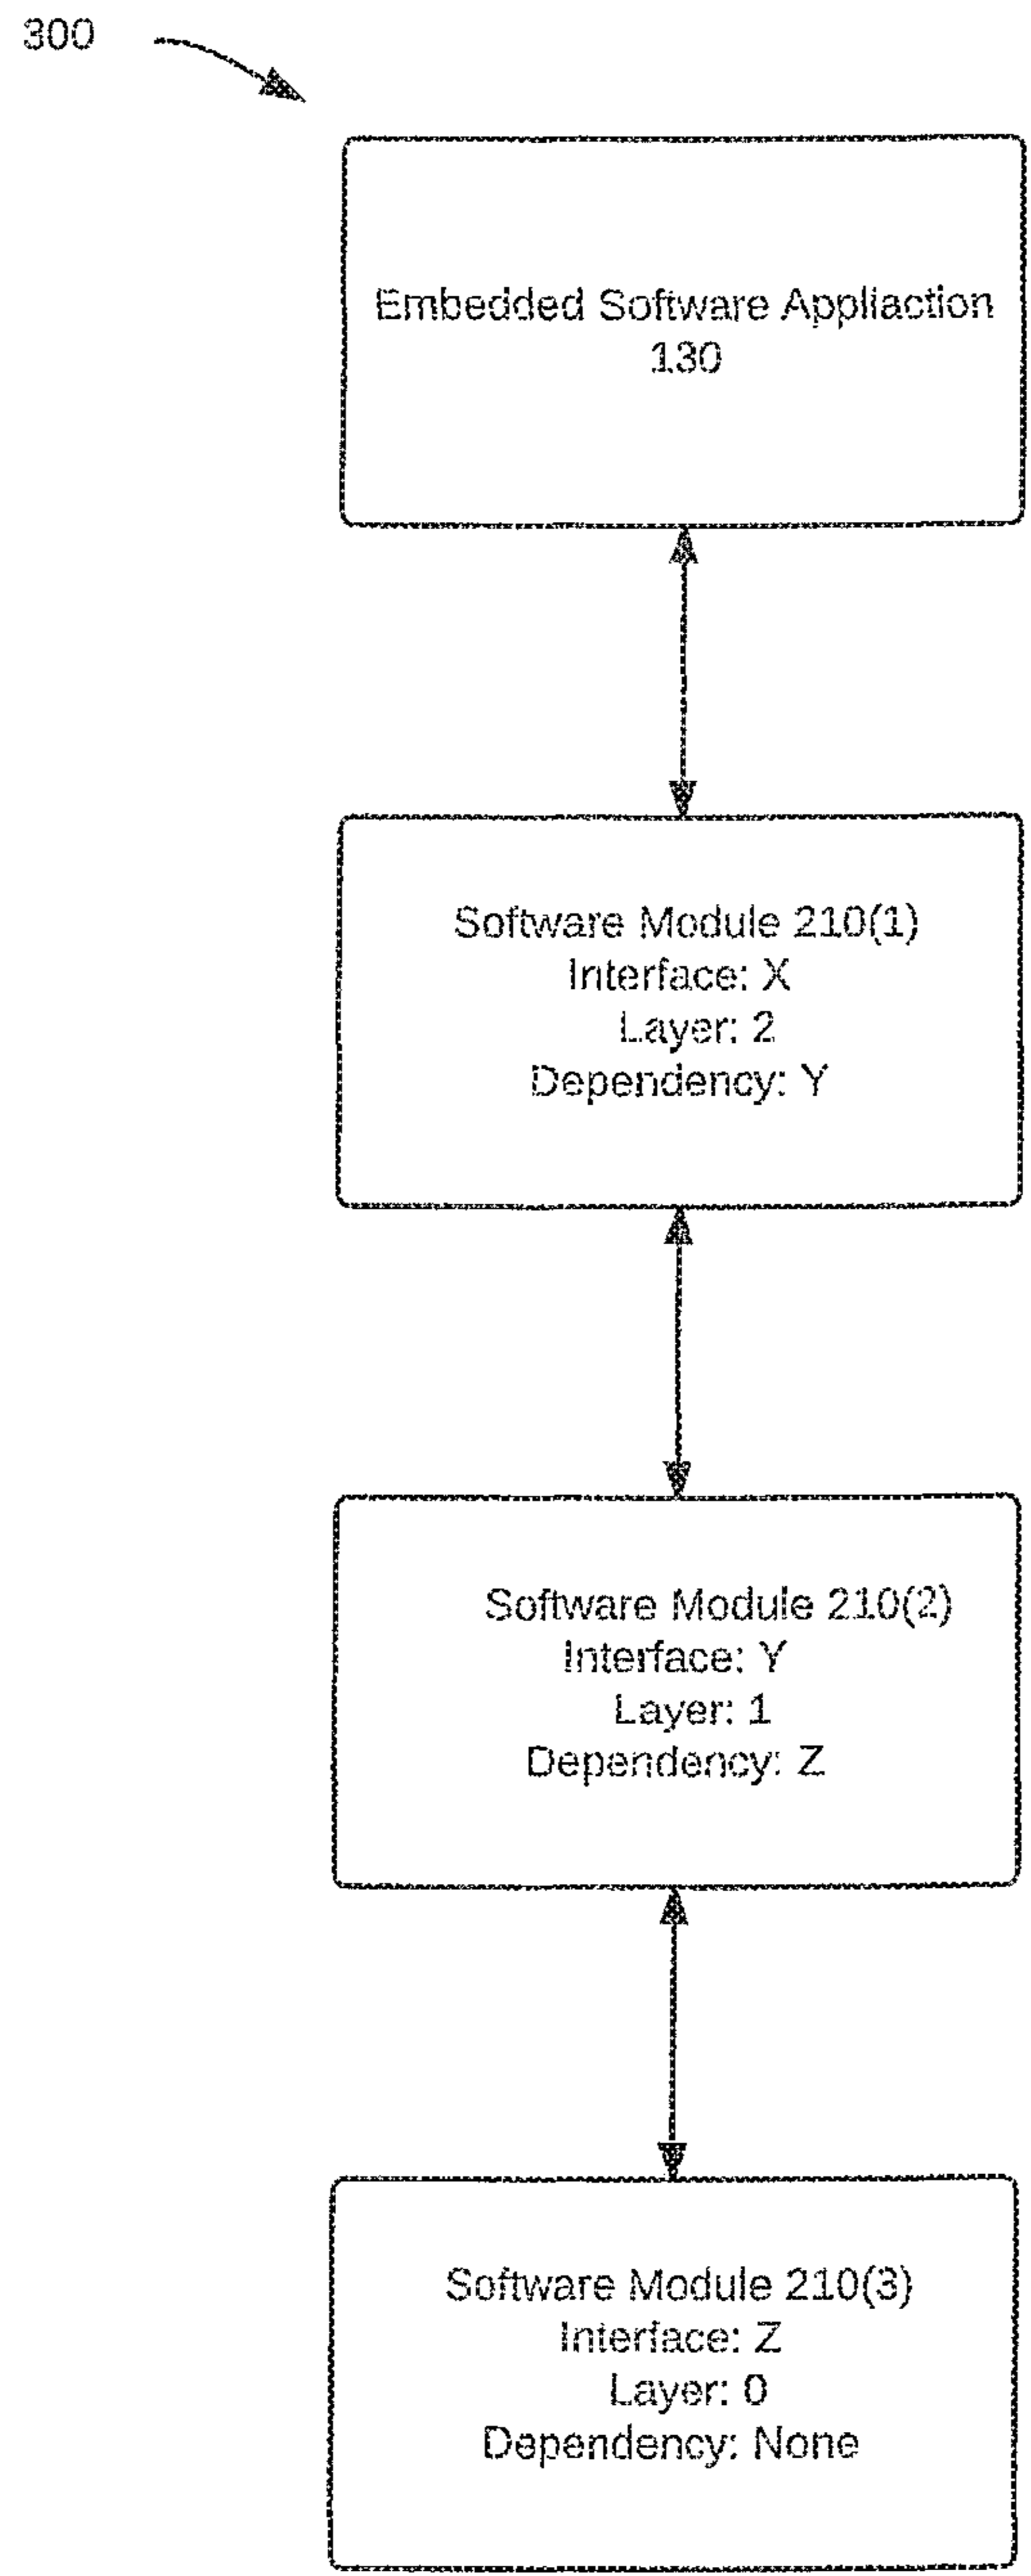 300
Embedded Software Appliaction
130
Software Module 210(1)
Interface: X
Layer: 2
Dependency: Y
Software Module 210(2)
Interface: Y
Layer: 1
Dependency: Z
Software Module 210(3)
Interface: Z
Layer: 0
Dependency: None